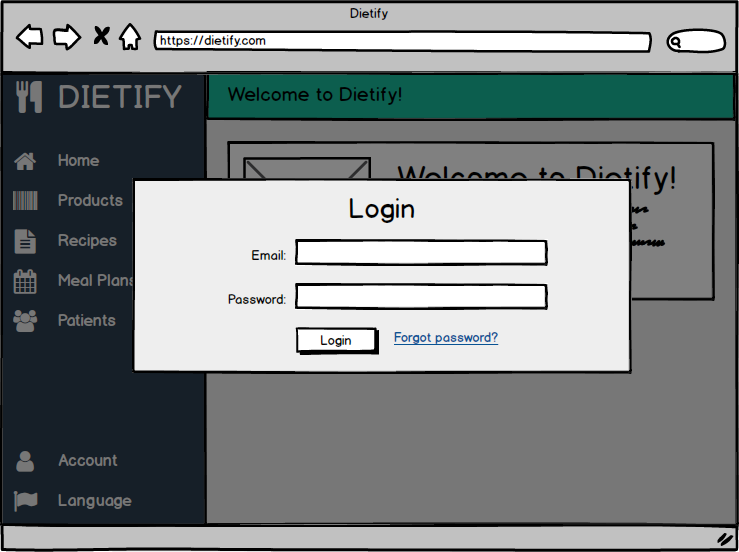 Dietify
https://dietify.com
DIETIFY
Welcome to Dietify!
Home
Products
Recipes
Meal Plans
Patients
Account
Language
Welcome to Dietify!
Login
Email:
Password:
Login
Forgot password?